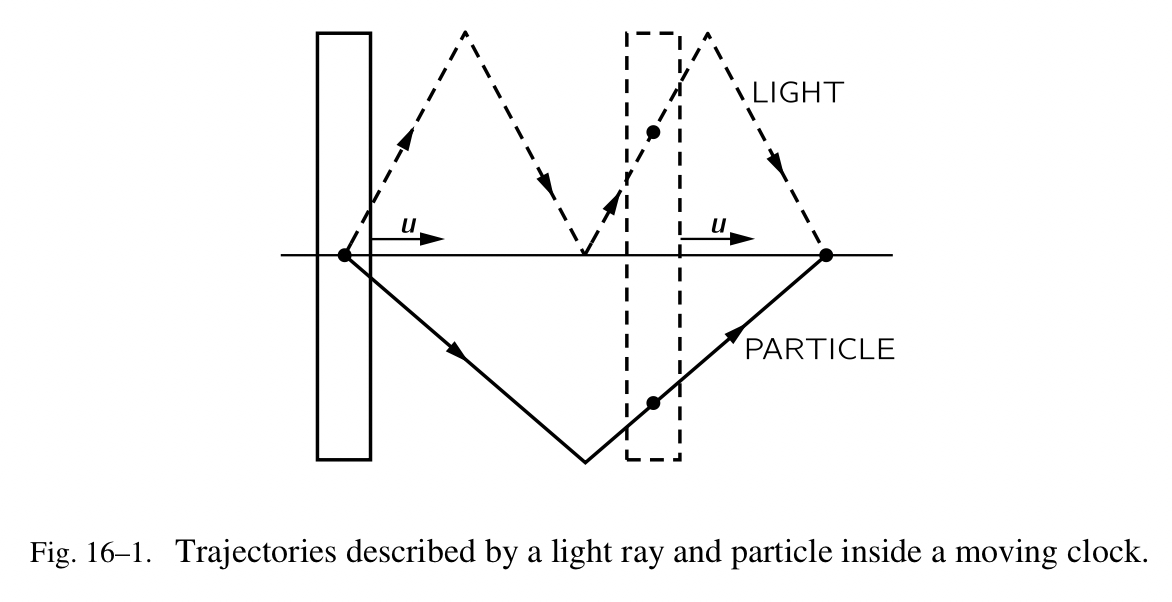 LIGHT
u
u
PARTICLE
Fig. 16–1. Trajectories described by a light ray and particle inside a moving clock.